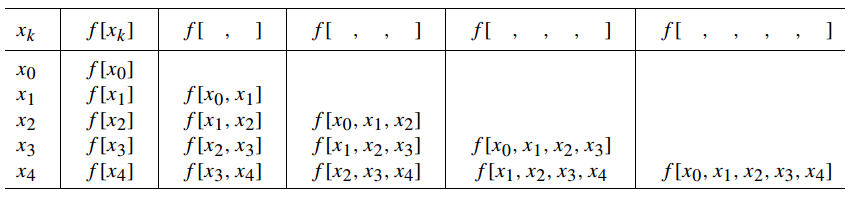 x_k f[x_k] f[ , ] f[ , , ] f[ , , , ] f[ , , , , ]
x_0 f[x_0]
x_1 f[x_1] f[x_0, x_1]
x_2 f[x_2] f[x_1, x_2] f[x_0, x_1, x_2]
x_3 f[x_3] f[x_2, x_3] f[x_1, x_2, x_3] f[x_0, x_1, x_2, x_3]
x_4 f[x_4] f[x_3, x_4] f[x_2, x_3, x_4] f[x_1, x_2, x_3, x_4 f[x_0, x_1, x_2, x_3, x_4]